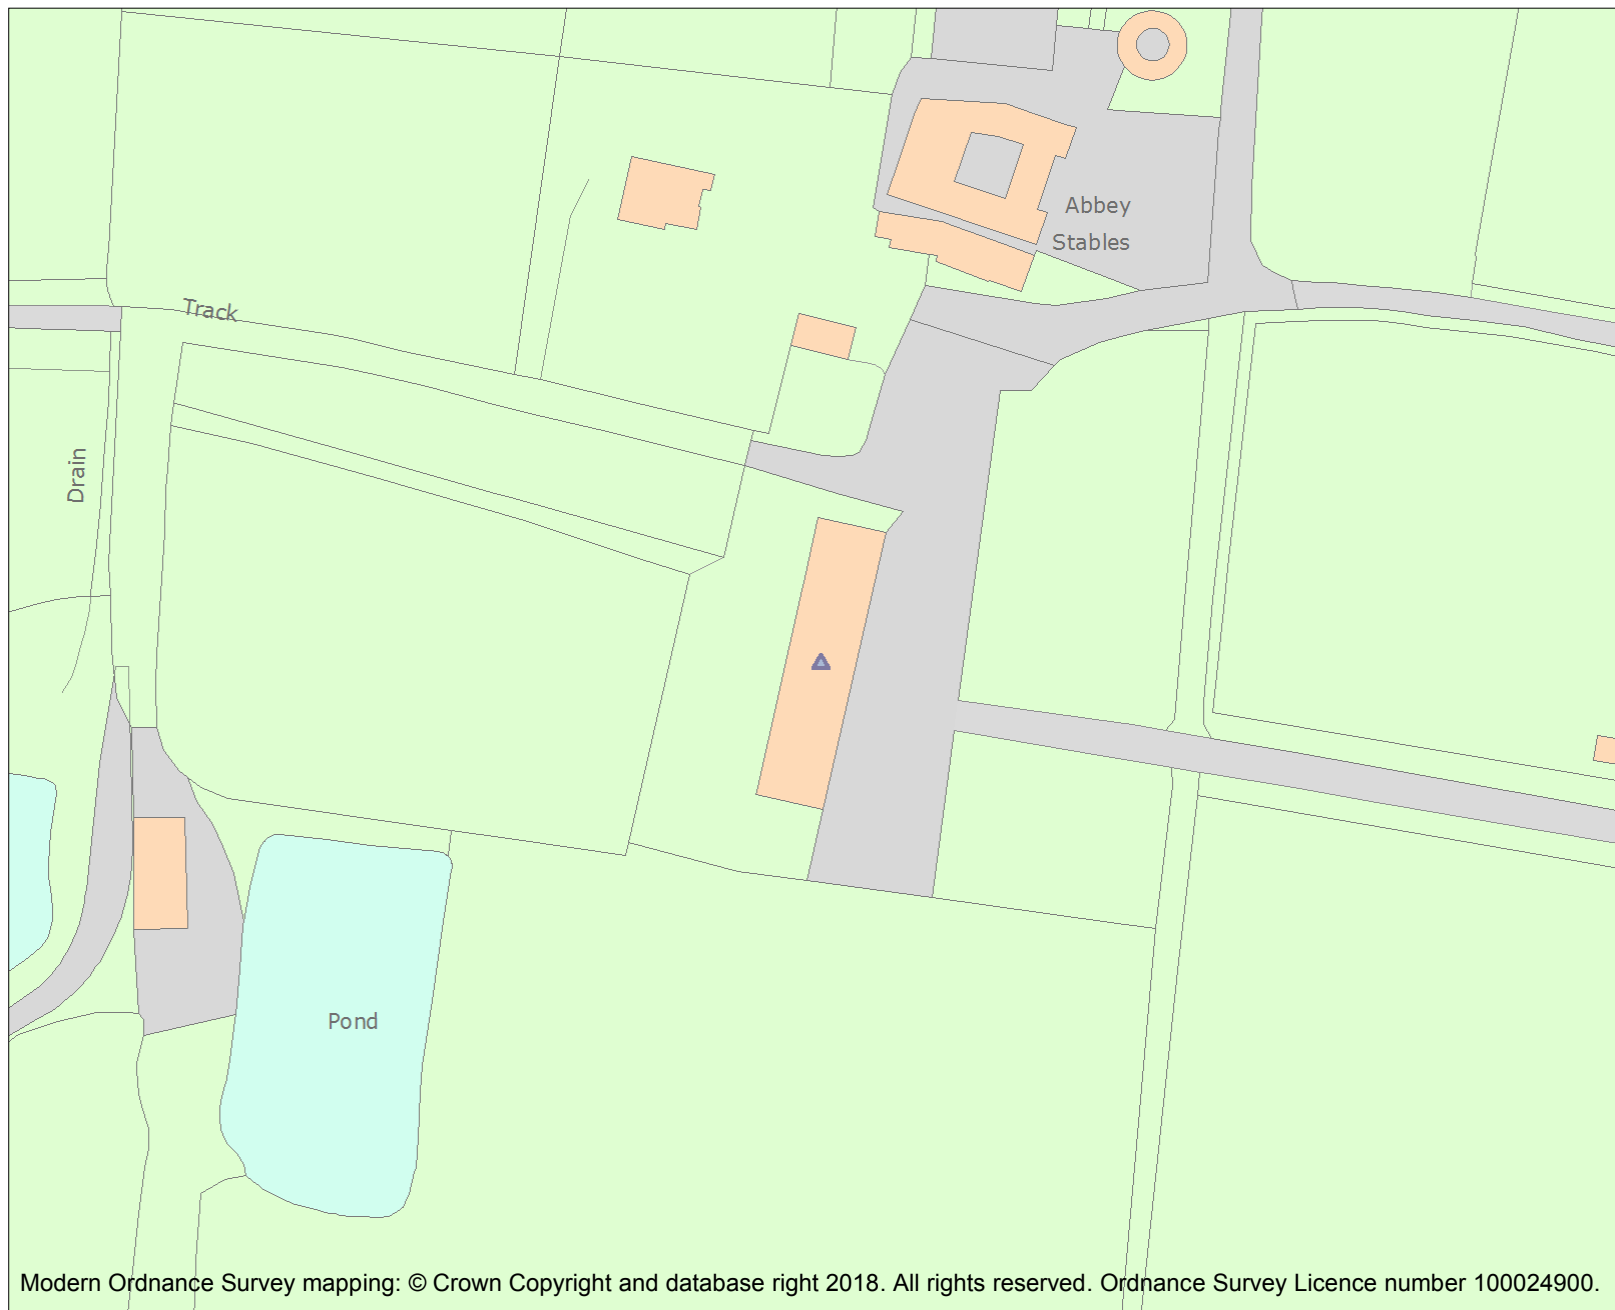 Abbey
Stables
Track
Drain
Pond
Modern Ordnance Survey mapping: © Crown Copyright and database right 2018. All rights reserved. Ordnance Survey Licence number 100024900.